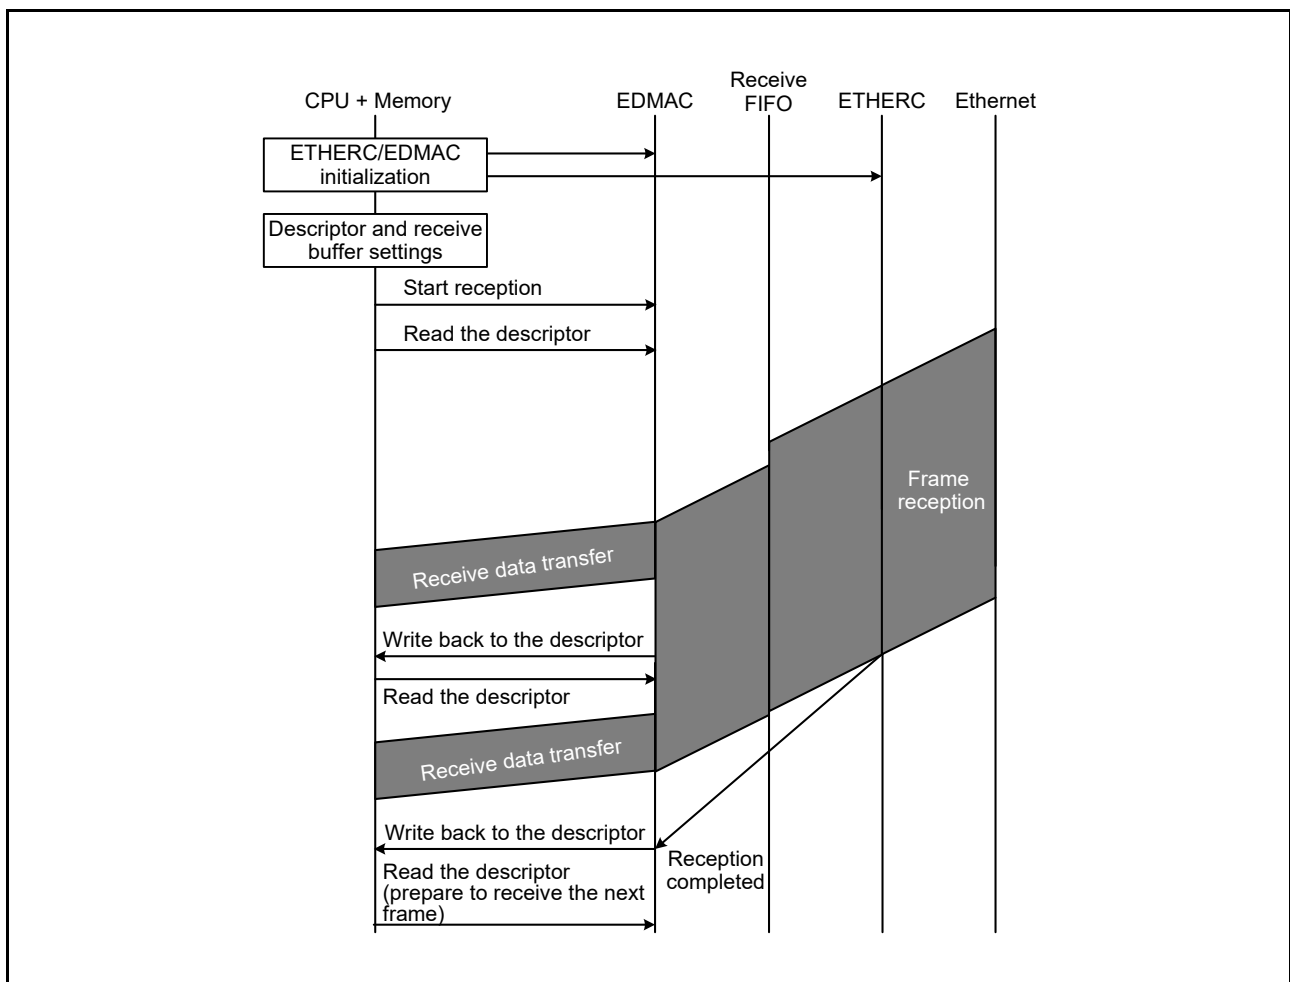 Receive
CPU + Memory EDMAC FIFO ETHERC Ethernet
ETHERC/EDMAC
initialization
Descriptor and receive
buffer settings
Start reception
Read the descriptor
Frame
reception
Receive data transfer
Write back to the descriptor
Read the descriptor
Receive data transfer
Write back to the descriptor
Reception
completed
Read the descriptor
(prepare to receive the next
frame)